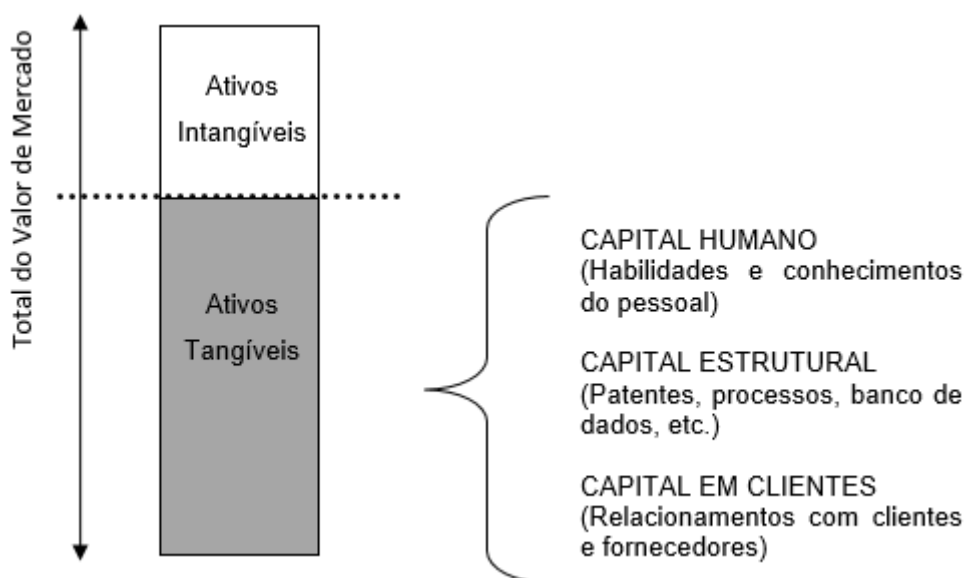 Total do Valor de Mercado
Ativos
Intangíveis
Ativos
Tangíveis
CAPITAL HUMANO
(Habilidades e conhecimentos
do pessoal)
CAPITAL ESTRUTURAL
(Patentes, processos, banco de
dados, etc.)
CAPITAL EM CLIENTES
(Relacionamentos com clientes
e fornecedores)